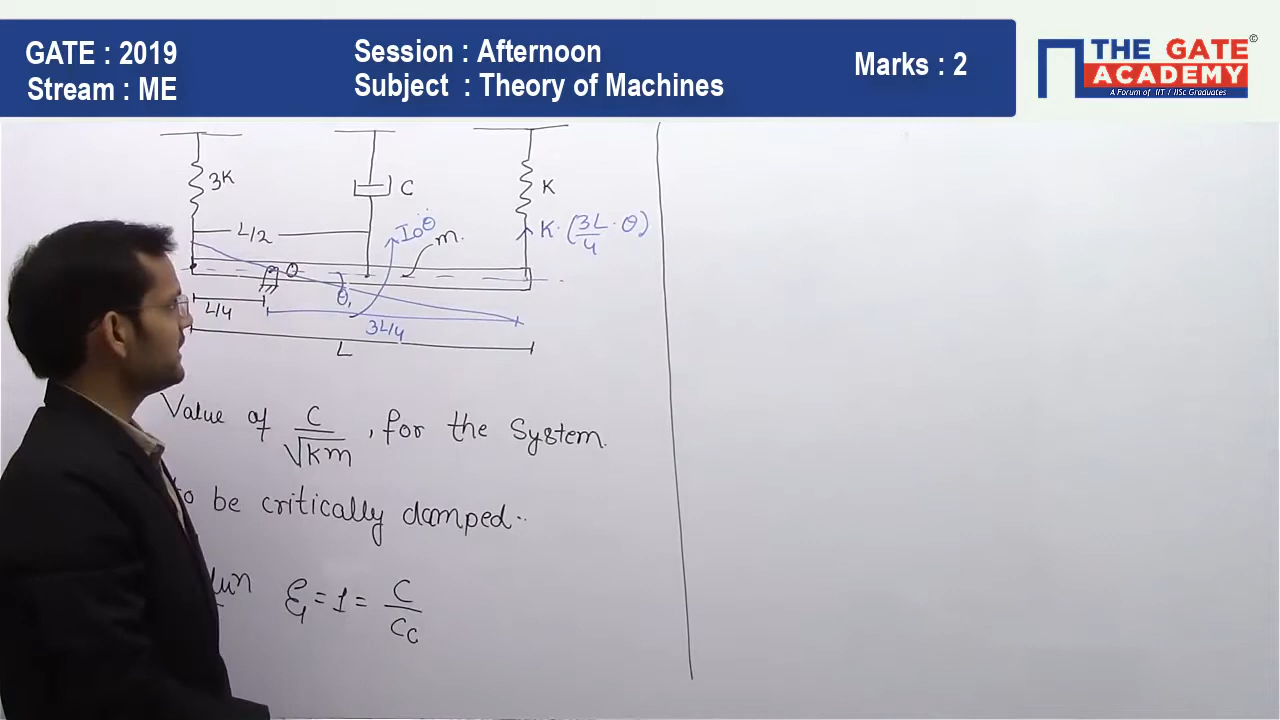 GATE : 2019
Stream : ME
Session : Afternoon
Subject : Theory of Machines
Marks : 2
THE GATE
ACADEMY
©
A Forum of IIT / IISc Graduates
3K
C
K
L/2
I₀θ̈
m.
K·(3L/4·θ)
O
θ,
L/4
3L/4
L
Value of C/√km , for the System.
to be critically damped..
ξ = 1 = C/Cc